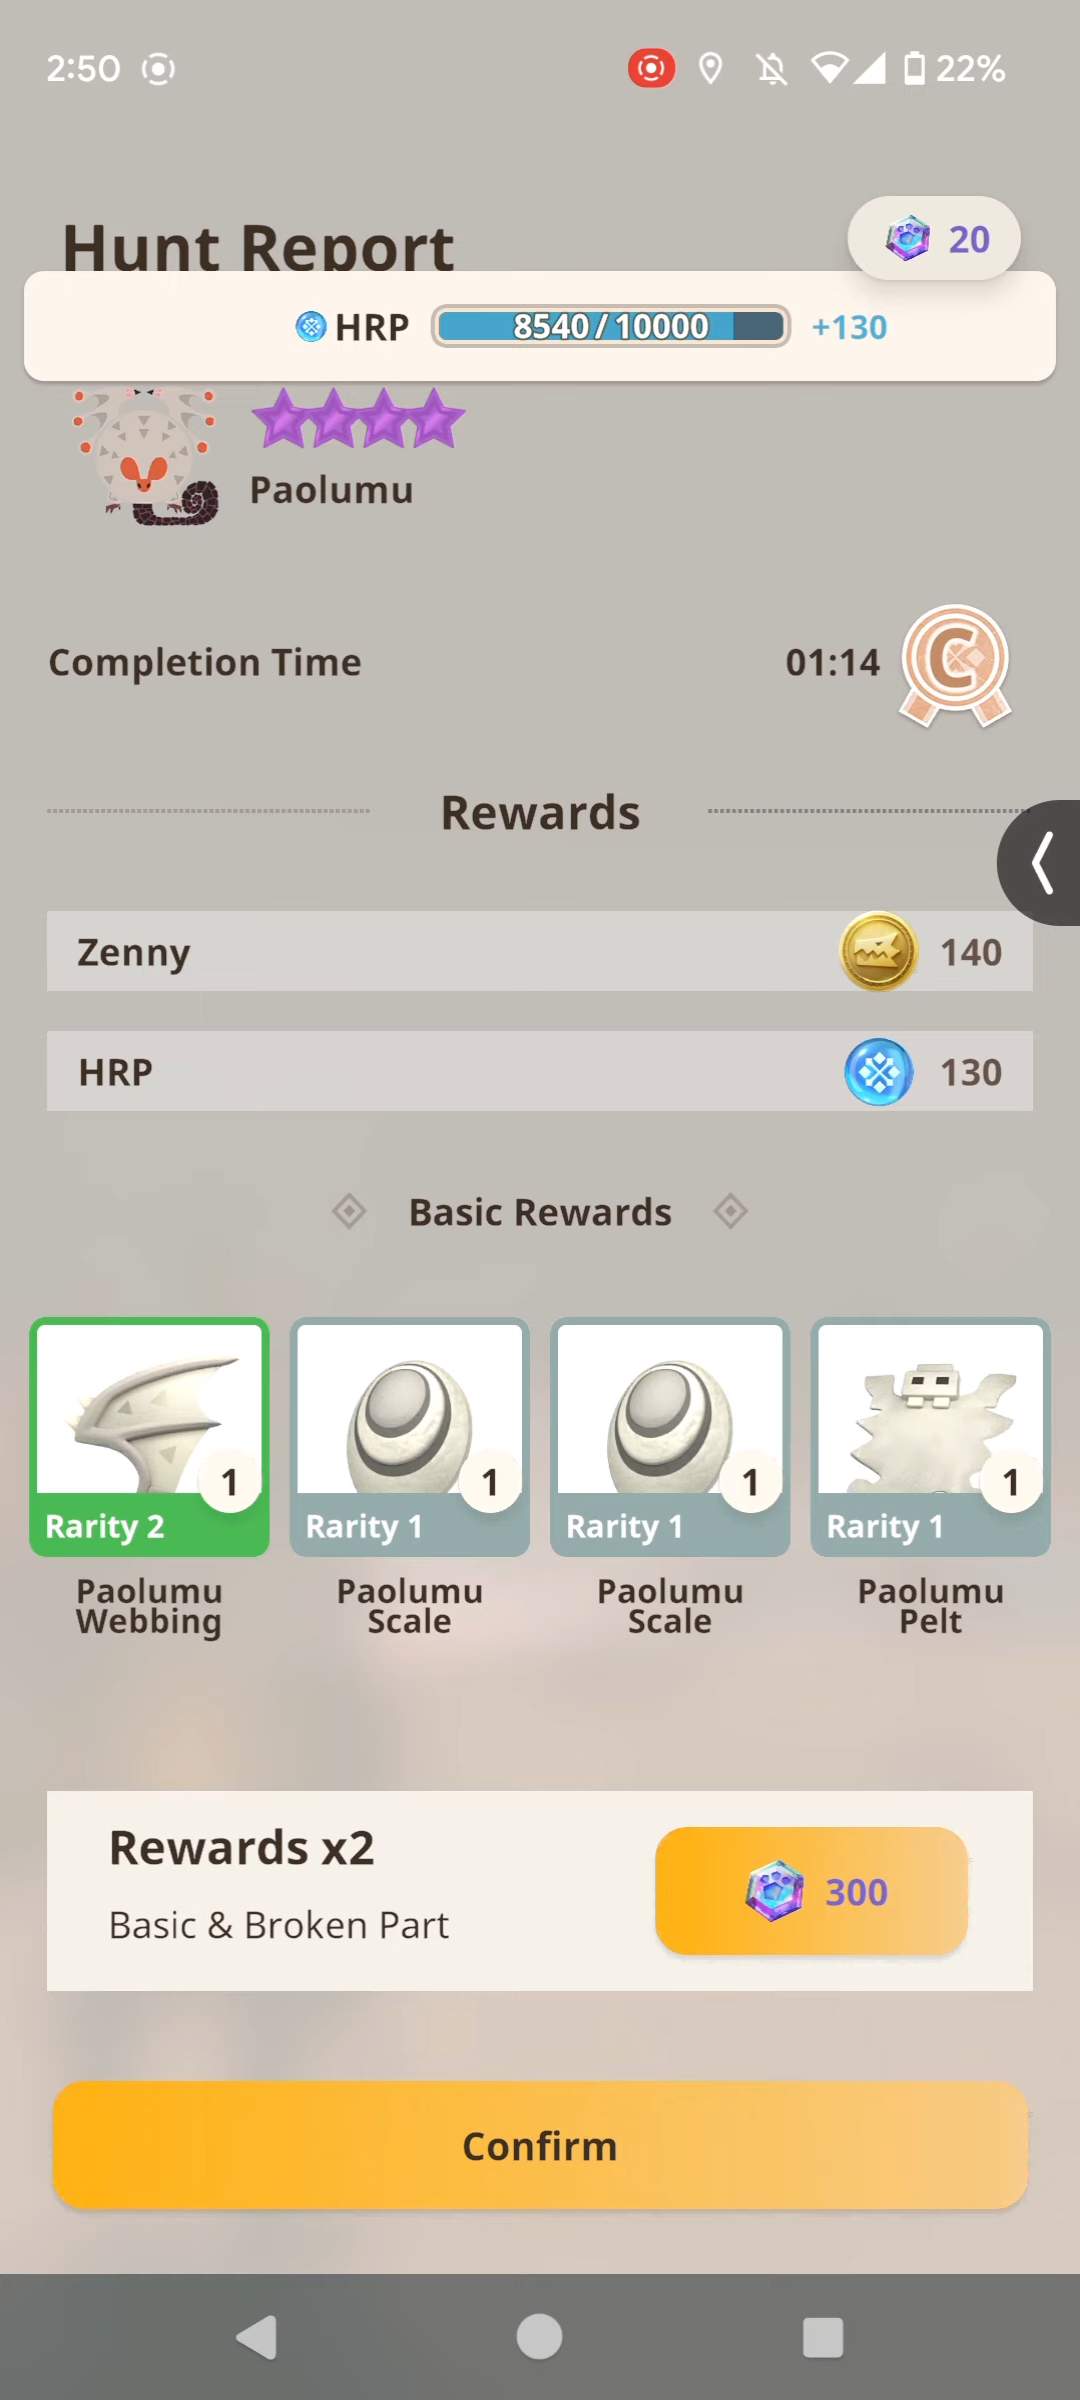 2:50
22%
Hunt Report
20
HRP 8540/10000 +130
Paolumu
Completion Time 01:14 C
Rewards
Zenny 140
HRP 130
Basic Rewards
1 1 1 1
Rarity 2 Rarity 1 Rarity 1 Rarity 1
Paolumu Paolumu Paolumu Paolumu
Webbing Scale Scale Pelt
Rewards x2
300
Basic & Broken Part
Confirm